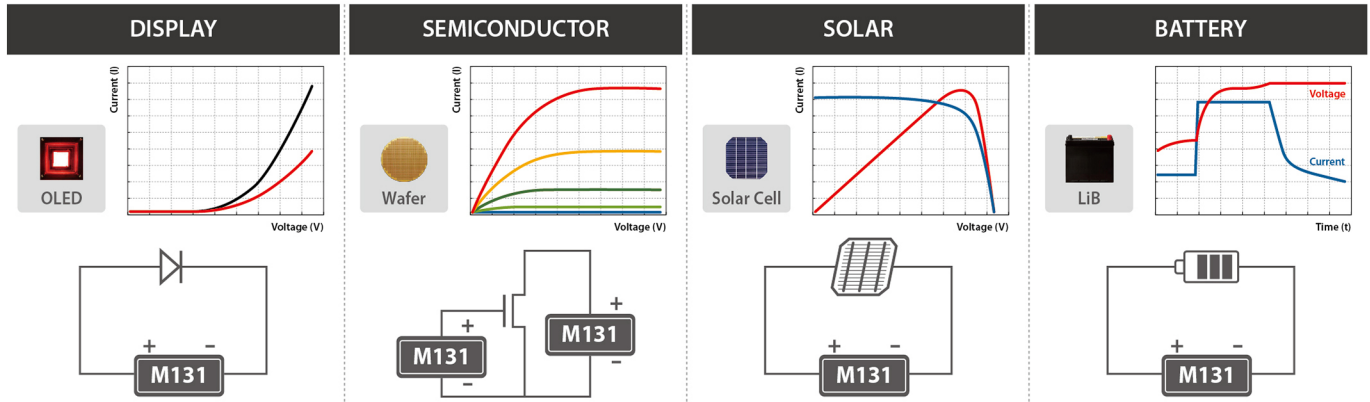 DISPLAY
Current (I)
OLED
Voltage (V)
+ -
M131
SEMICONDUCTOR
Current (I)
Wafer
Voltage (V)
+
M131
-
+
M131
-
SOLAR
Current (I)
Solar Cell
Voltage (V)
+ -
M131
BATTERY
Voltage
Current
LiB
Time (t)
+ -
M131